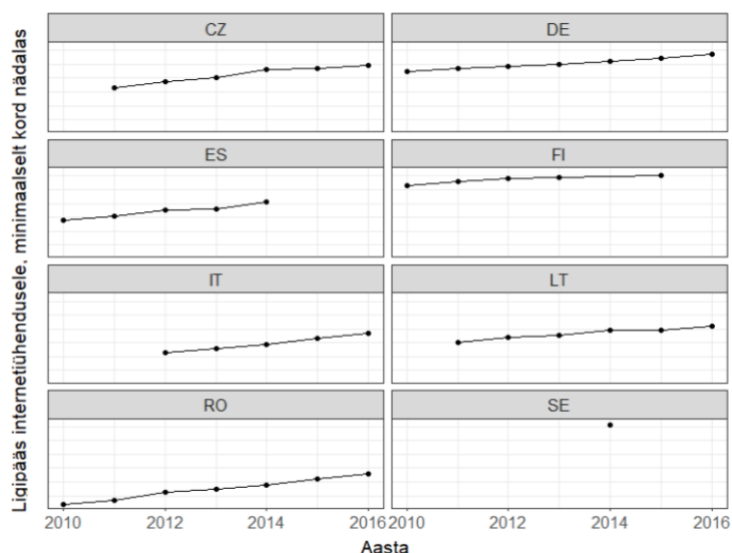 CZ DE
ES FI
IT LT
RO SE
2010 2012 2014 2016 2010 2012 2014 2016
Aasta
Ligipääs internetiühendusele, minimaalselt kord nädalas